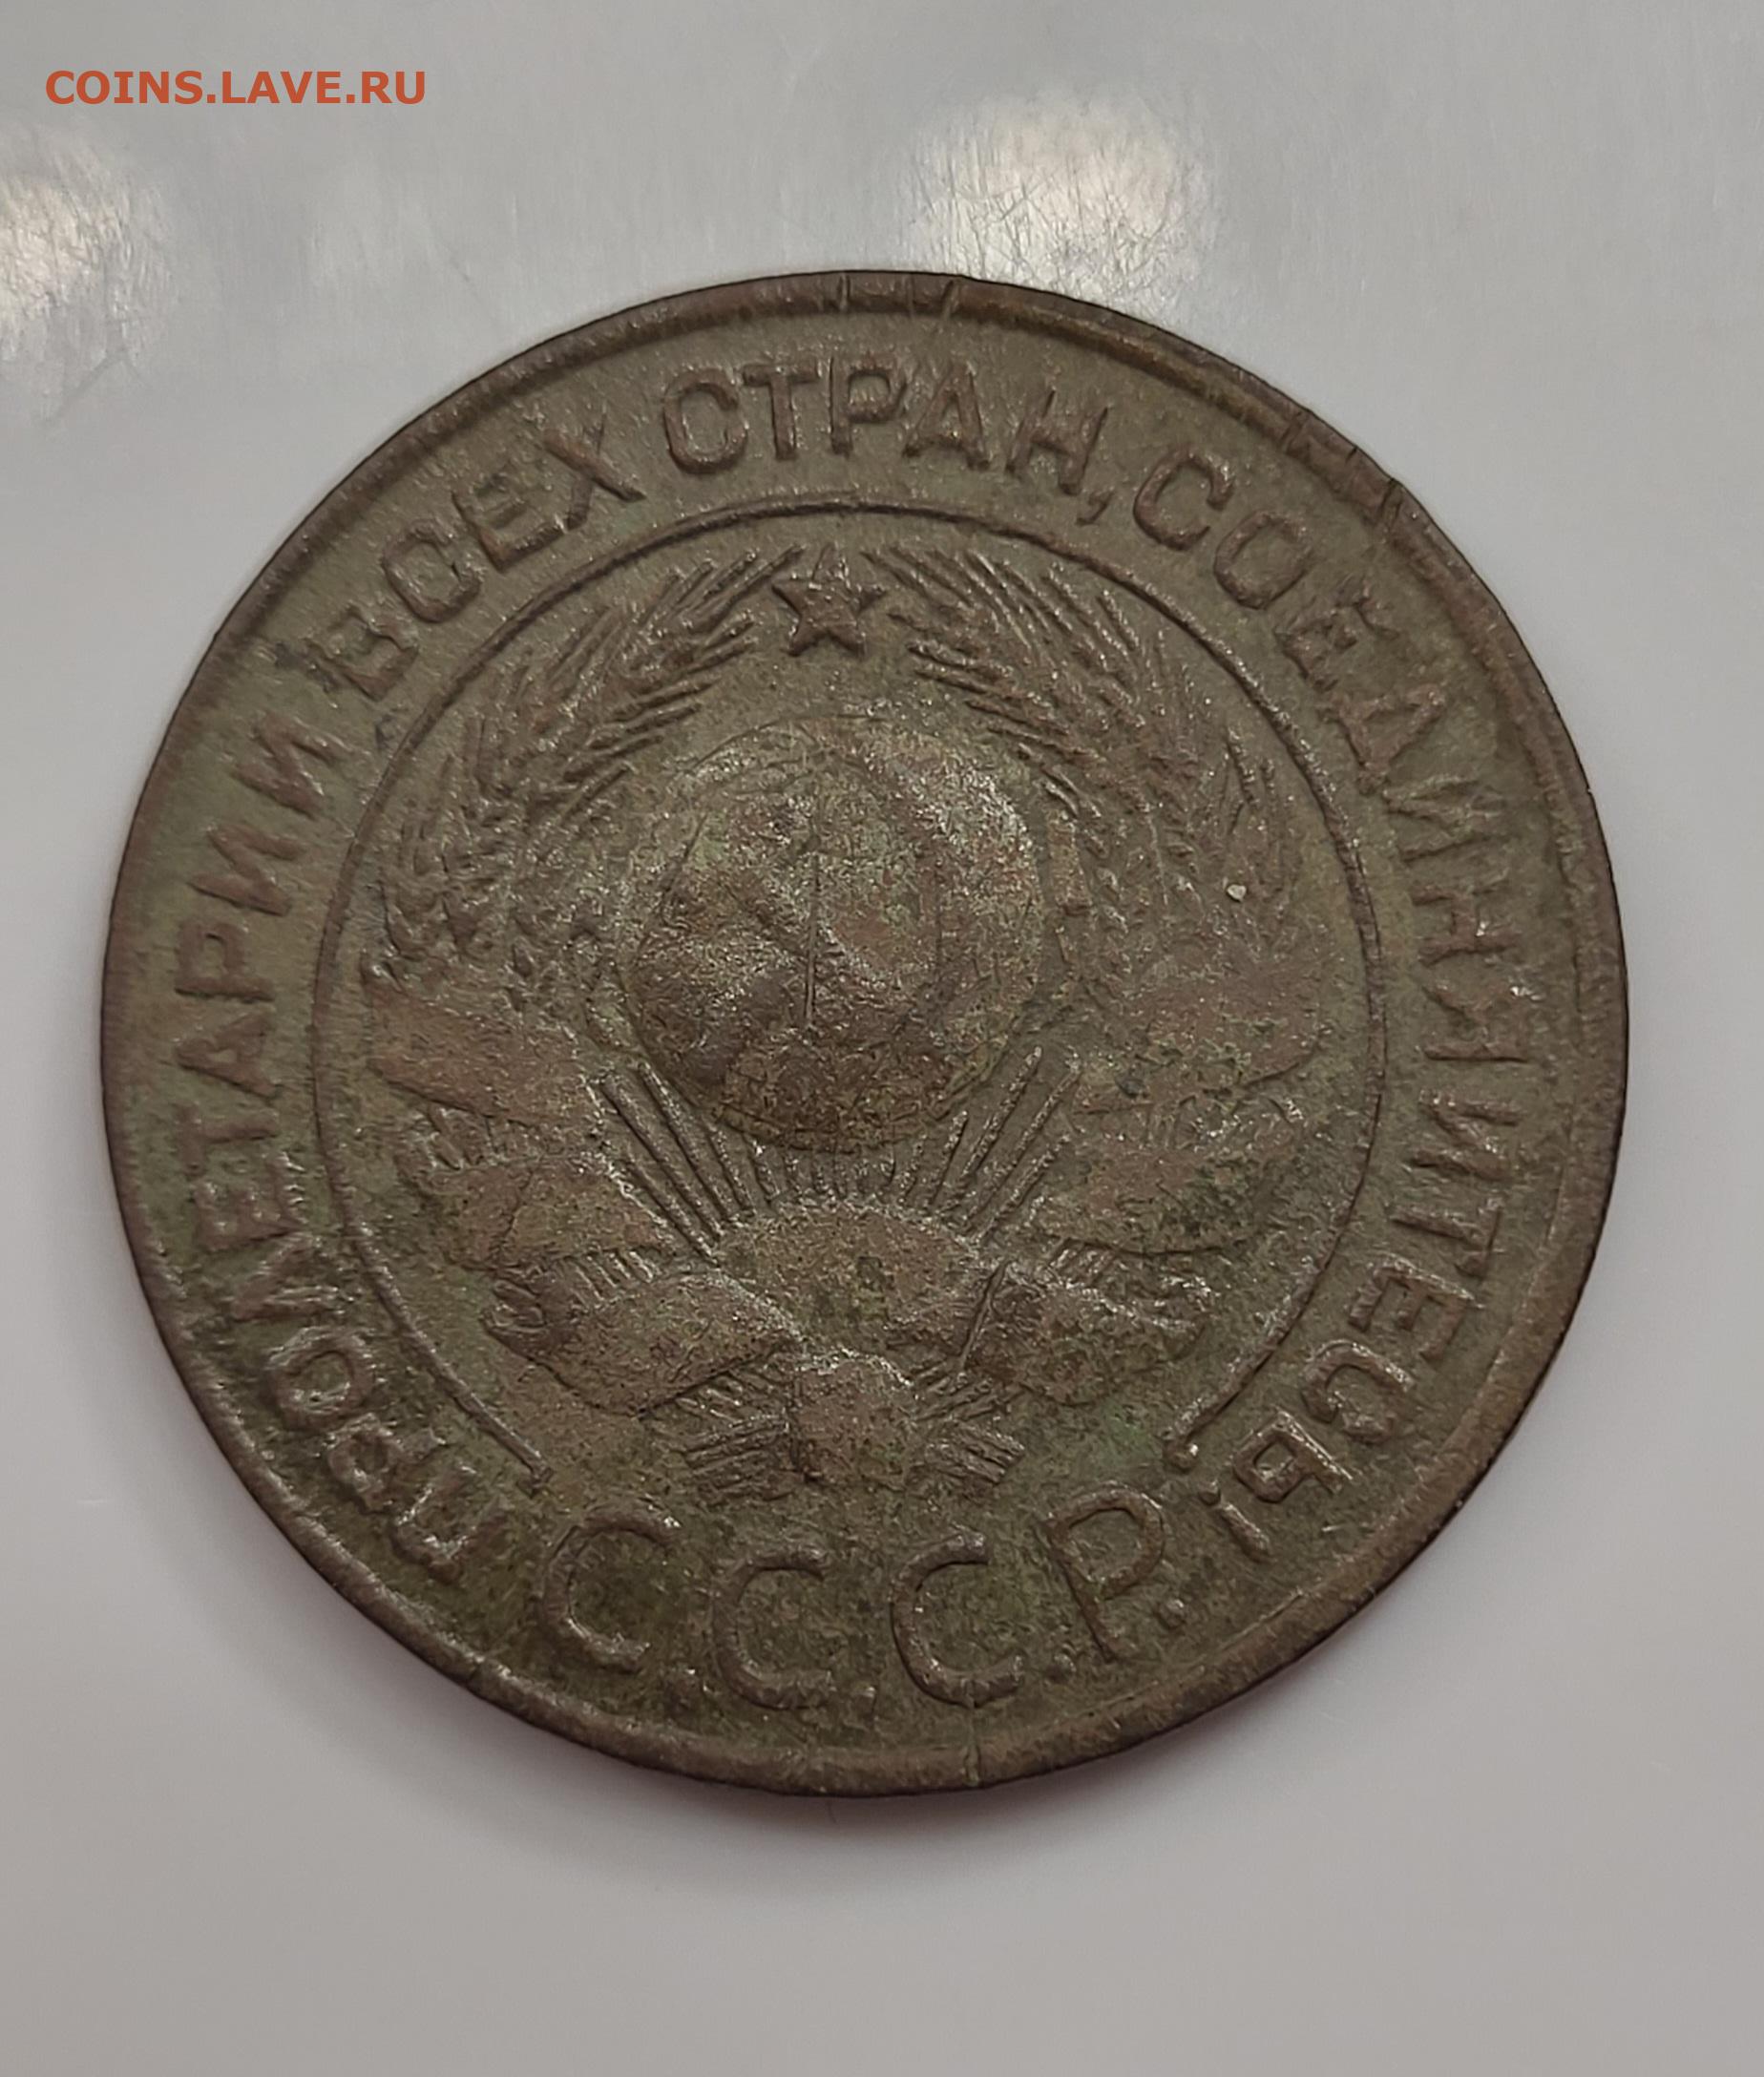 COINS.LAVE.RU
ПРОЛЕТАРИИ ВСЕХ СТРАН, СОЕДИНЯЙТЕСЬ!
С.С.С.Р.